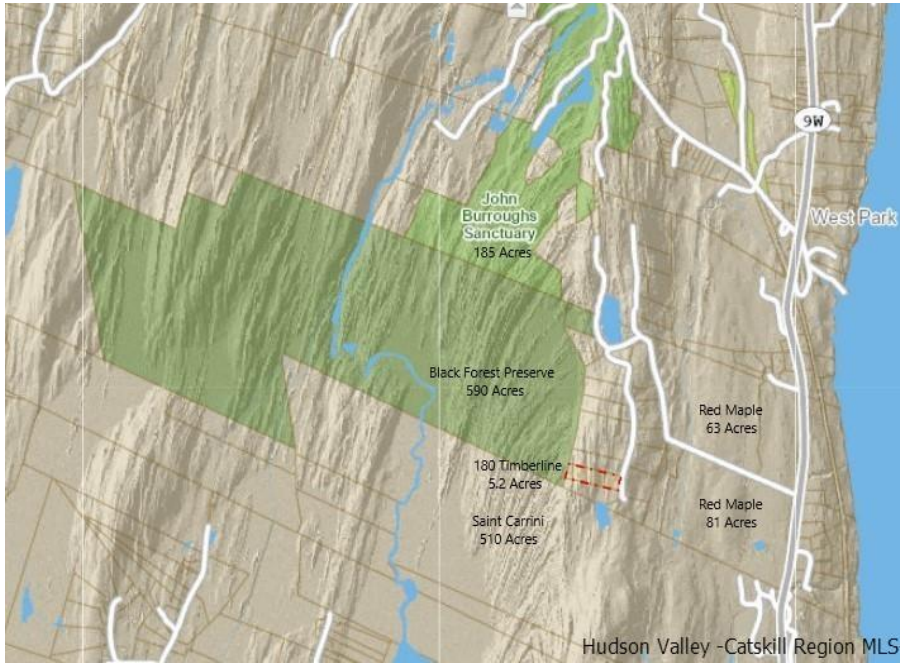 9W
West Park
John
Burroughs
Sanctuary
185 Acres
Black Forest Preserve
590 Acres
Red Maple
63 Acres
180 Timberline
5.2 Acres
Red Maple
81 Acres
Saint Carrini
510 Acres
Hudson Valley -Catskill Region MLS